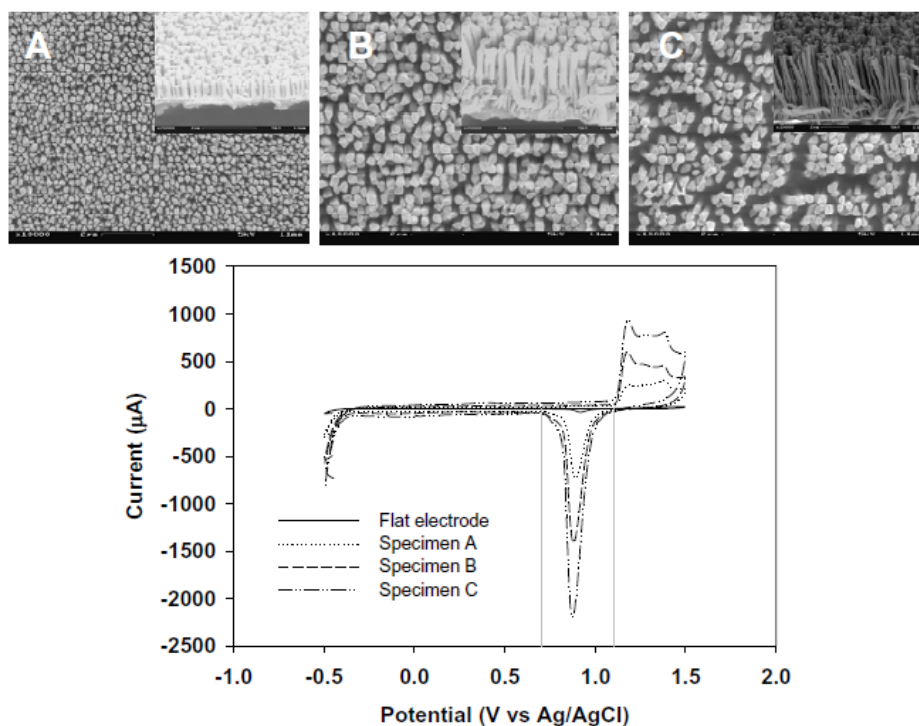 A
B
C
1500
1000
500
0
-500
-1000
-1500
-2000
-2500
Current (µA)
Flat electrode
Specimen A
Specimen B
Specimen C
-1.0 -0.5 0.0 0.5 1.0 1.5 2.0
Potential (V vs Ag/AgCl)